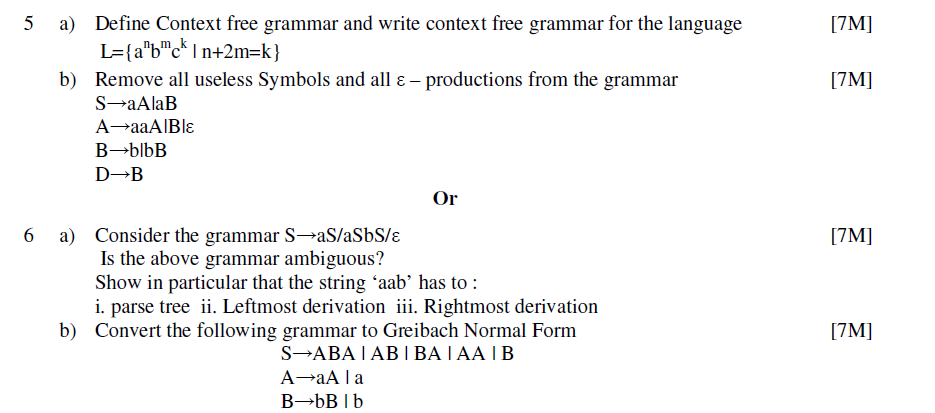 5 a) Define Context free grammar and write context free grammar for the language [7M]
L={aⁿbᵐcᵏ | n+2m=k}
b) Remove all useless Symbols and all ε – productions from the grammar [7M]
S→aA|aB
A→aaA|B|ε
B→b|bB
D→B
Or
6 a) Consider the grammar S→aS/aSbS/ε [7M]
Is the above grammar ambiguous?
Show in particular that the string ‘aab’ has to :
i. parse tree ii. Leftmost derivation iii. Rightmost derivation
b) Convert the following grammar to Greibach Normal Form [7M]
S→ABA | AB | BA | AA | B
A→aA | a
B→bB | b